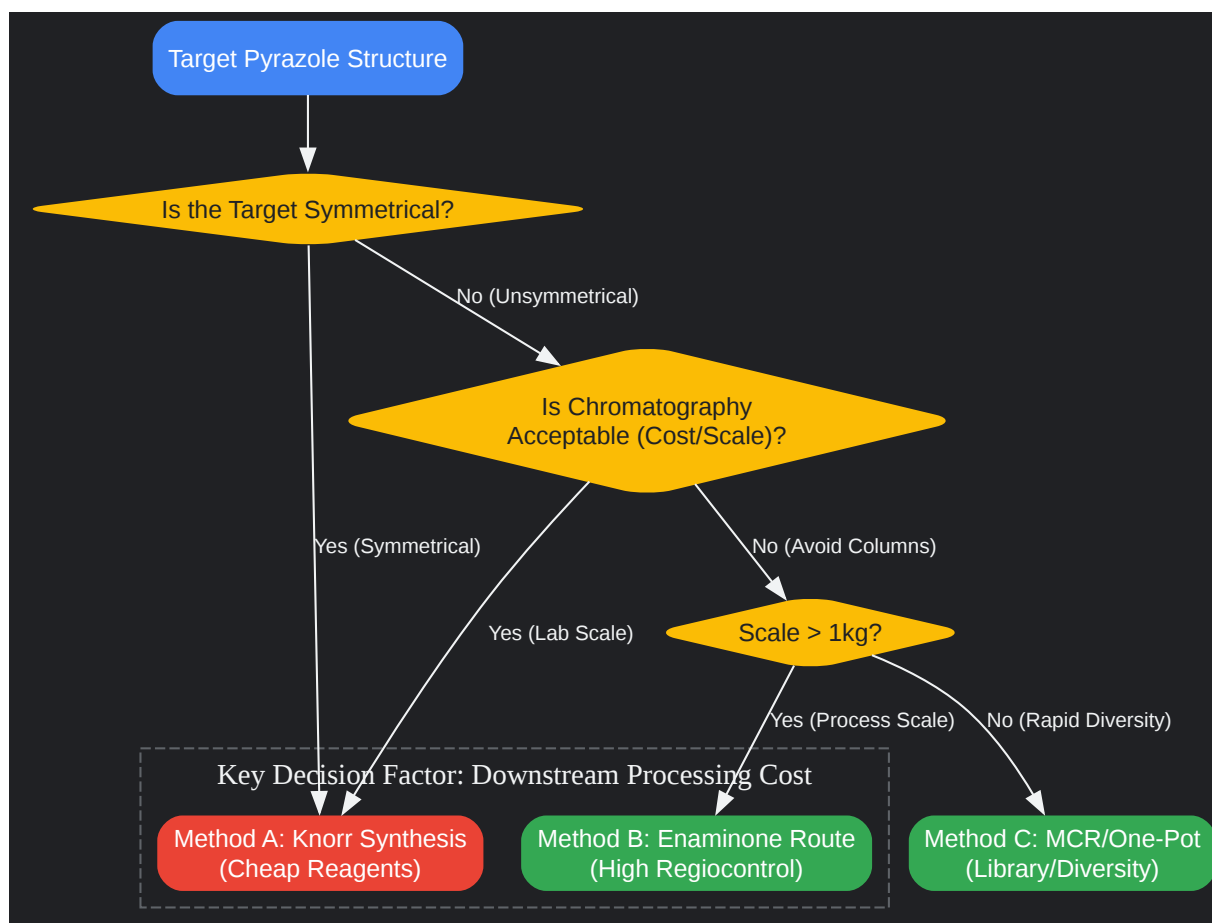 Target Pyrazole Structure
Is the Target Symmetrical?
No (Unsymmetrical)
Is Chromatography
Acceptable (Cost/Scale)?
Yes (Symmetrical)
No (Avoid Columns)
Yes (Lab Scale)
Scale > 1kg?
Yes (Process Scale)
No (Rapid Diversity)
Key Decision Factor: Downstream Processing Cost
Method A: Knorr Synthesis
(Cheap Reagents)
Method B: Enaminone Route
(High Regiocontrol)
Method C: MCR/One-Pot
(Library/Diversity)